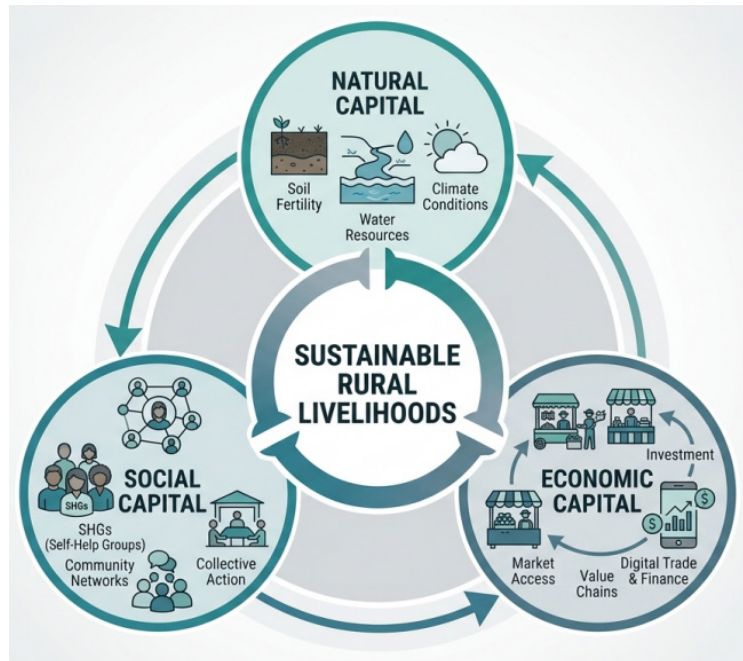 NATURAL
CAPITAL
Soil
Fertility
Water
Resources
Climate
Conditions
SUSTAINABLE
RURAL
LIVELIHOODS
SOCIAL
CAPITAL
SHGs
SHGs
(Self-Help Groups)
Community
Networks
Collective
Action
ECONOMIC
CAPITAL
Investment
$
$
Market
Access
Value
Chains
Digital Trade
& Finance